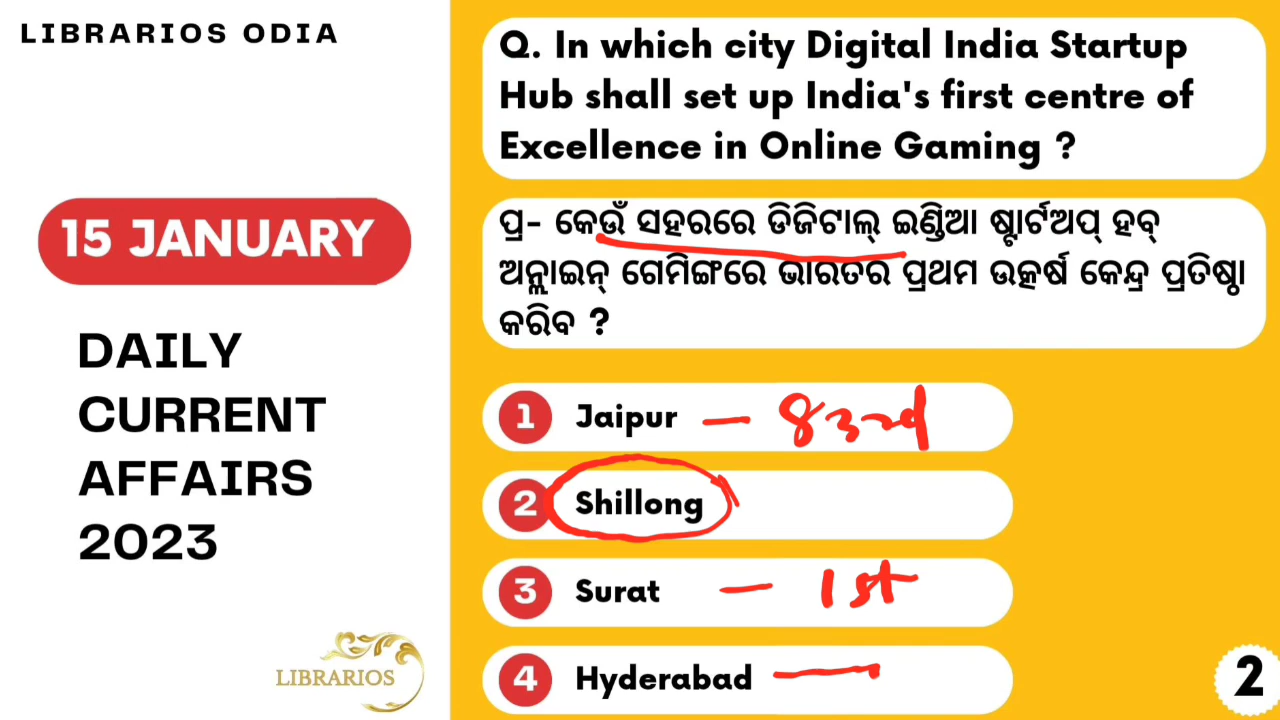 LIBRARIOS ODIA
15 JANUARY
DAILY
CURRENT
AFFAIRS
2023
LIBRARIOS
Q. In which city Digital India Startup
Hub shall set up India's first centre of
Excellence in Online Gaming ?
ପ୍ର- କେଉଁ ସହରରେ ଡିଜିଟାଲ୍ ଇଣ୍ଡିଆ ଷ୍ଟାର୍ଟଅପ୍ ହବ୍
ଅନ୍ଲାଇନ୍ ଗେମିଙ୍ଗରେ ଭାରତର ପ୍ରଥମ ଉତ୍କର୍ଷ କେନ୍ଦ୍ର ପ୍ରତିଷ୍ଠା
କରିବ ?
1 Jaipur — 83rd
2 Shillong
3 Surat — 1st
4 Hyderabad —
2